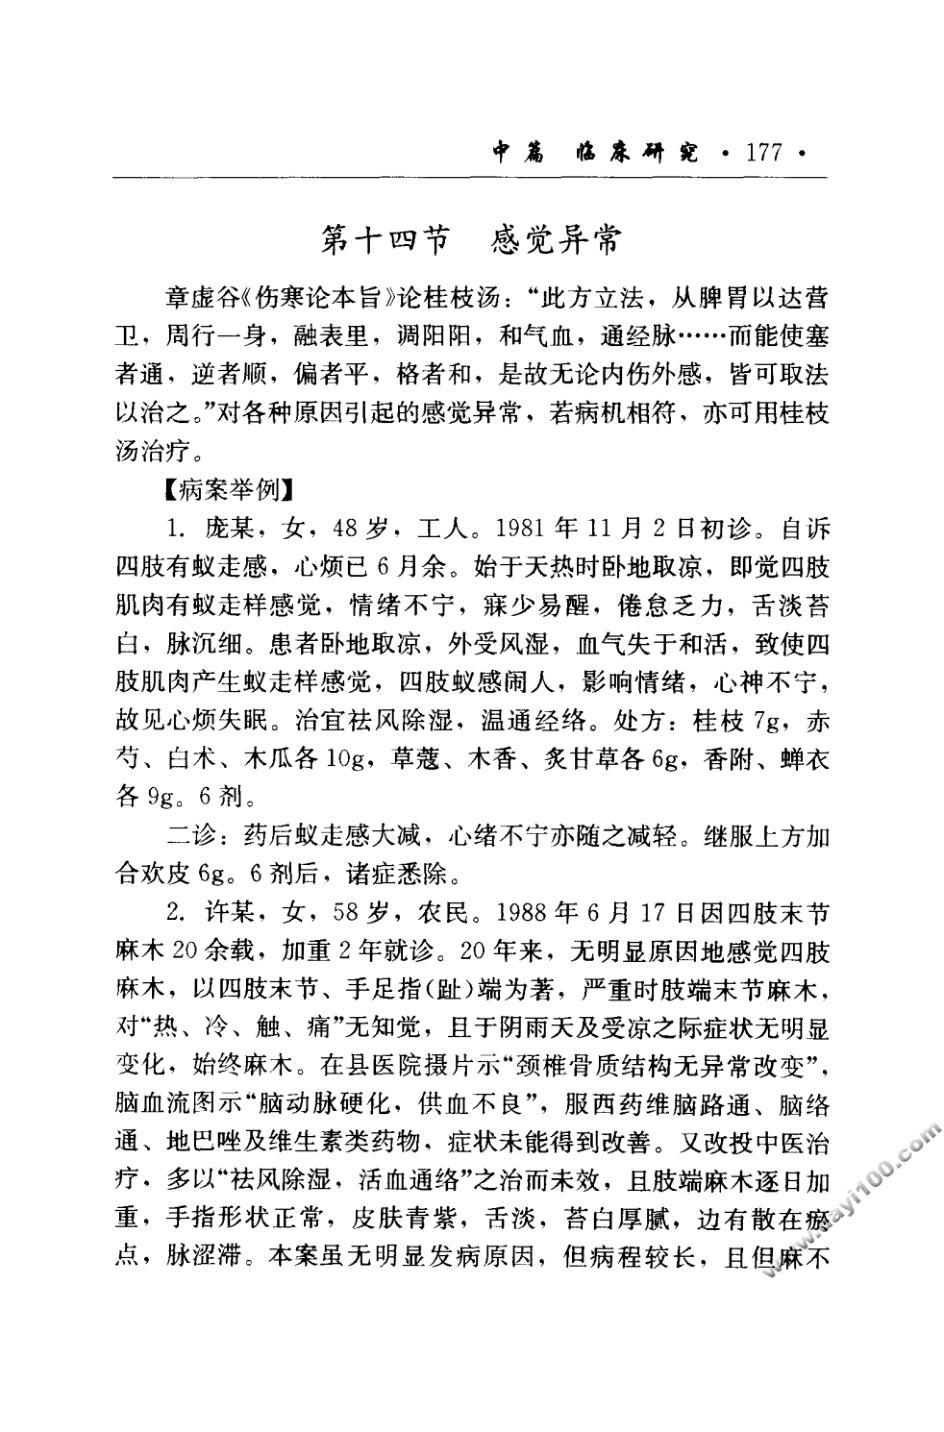 中篇 临床研究 · 177 ·
第十四节 感觉异常
章虚谷《伤寒论本旨》论桂枝汤：“此方立法，从脾胃以达营
卫，周行一身，融表里，调阳阳，和气血，通经脉……而能使塞
者通，逆者顺，偏者平，格者和，是故无论内伤外感，皆可取法
以治之。”对各种原因引起的感觉异常，若病机相符，亦可用桂枝
汤治疗。
【病案举例】
1. 庞某，女，48 岁，工人。1981 年 11 月 2 日初诊。自诉
四肢有蚁走感，心烦已 6 月余。始于天热时卧地取凉，即觉四肢
肌肉有蚁走样感觉，情绪不宁，寐少易醒，倦怠乏力，舌淡苔
白，脉沉细。患者卧地取凉，外受风湿，血气失于和活，致使四
肢肌肉产生蚁走样感觉，四肢蚁感闹人，影响情绪，心神不宁，
故见心烦失眠。治宜祛风除湿，温通经络。处方：桂枝 7g，赤
芍、白术、木瓜各 10g，草蔻、木香、炙甘草各 6g，香附、蝉衣
各 9g。6 剂。
二诊：药后蚁走感大减，心绪不宁亦随之减轻。继服上方加
合欢皮 6g。6 剂后，诸症悉除。
2. 许某，女，58 岁，农民。1988 年 6 月 17 日因四肢末节
麻木 20 余载，加重 2 年就诊。20 年来，无明显原因地感觉四肢
麻木，以四肢末节、手足指（趾）端为著，严重时肢端末节麻木，
对“热、冷、触、痛”无知觉，且于阴雨天及受凉之际症状无明显
变化，始终麻木。在县医院摄片示“颈椎骨质结构无异常改变”，
脑血流图示“脑动脉硬化，供血不良”，服西药维脑路通、脑络
通、地巴唑及维生素类药物，症状未能得到改善。又改投中医治
疗，多以“祛风除湿，活血通络”之治而未效，且肢端麻木逐日加
重，手指形状正常，皮肤青紫，舌淡，苔白厚腻，边有散在瘀
点，脉涩滞。本案虽无明显发病原因，但病程较长，且但麻不
www.dayi100.com